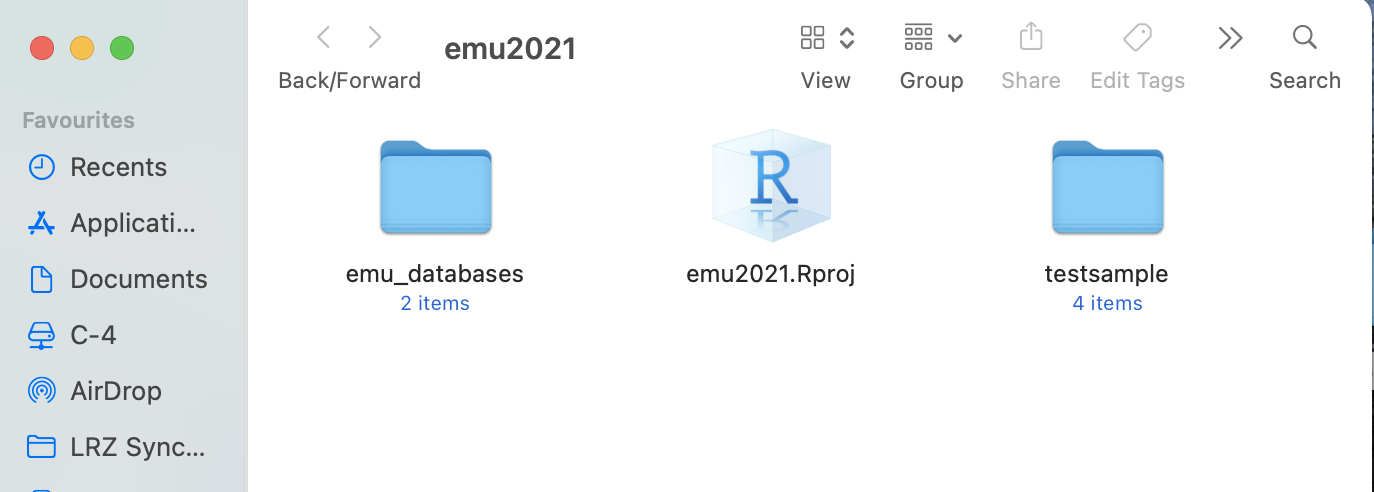 emu2021
Back/Forward
View
Group
Share
Edit Tags
Search
Favourites
Recents
Applicati...
Documents
C-4
AirDrop
LRZ Sync...
R
emu_databases
2 items
emu2021.Rproj
testsample
4 items